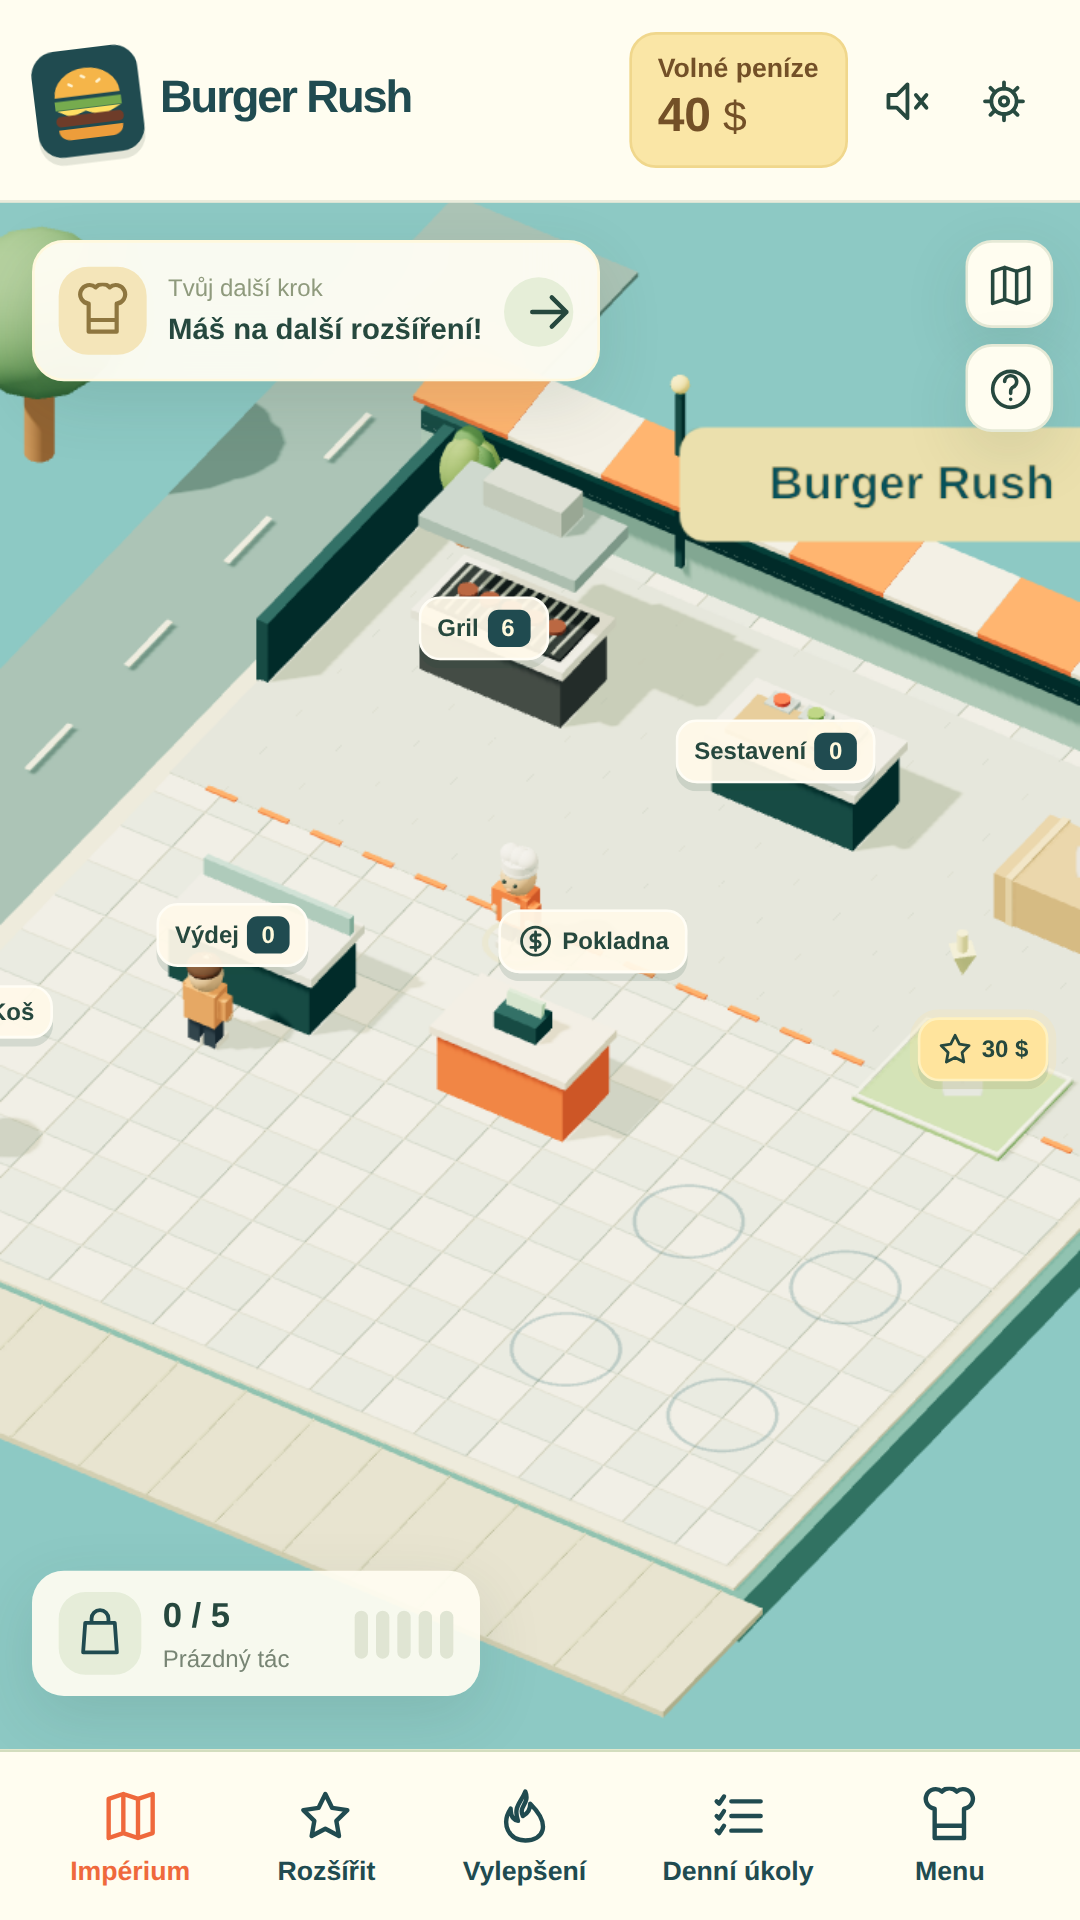 Burger Rush
Volné peníze
40 $
Tvůj další krok
Máš na další rozšíření!
Burger Rush
Gril 6
Sestavení 0
Výdej 0
Pokladna
Koš
30 $
0 / 5
Prázdný tác
Impérium
Rozšířit
Vylepšení
Denní úkoly
Menu